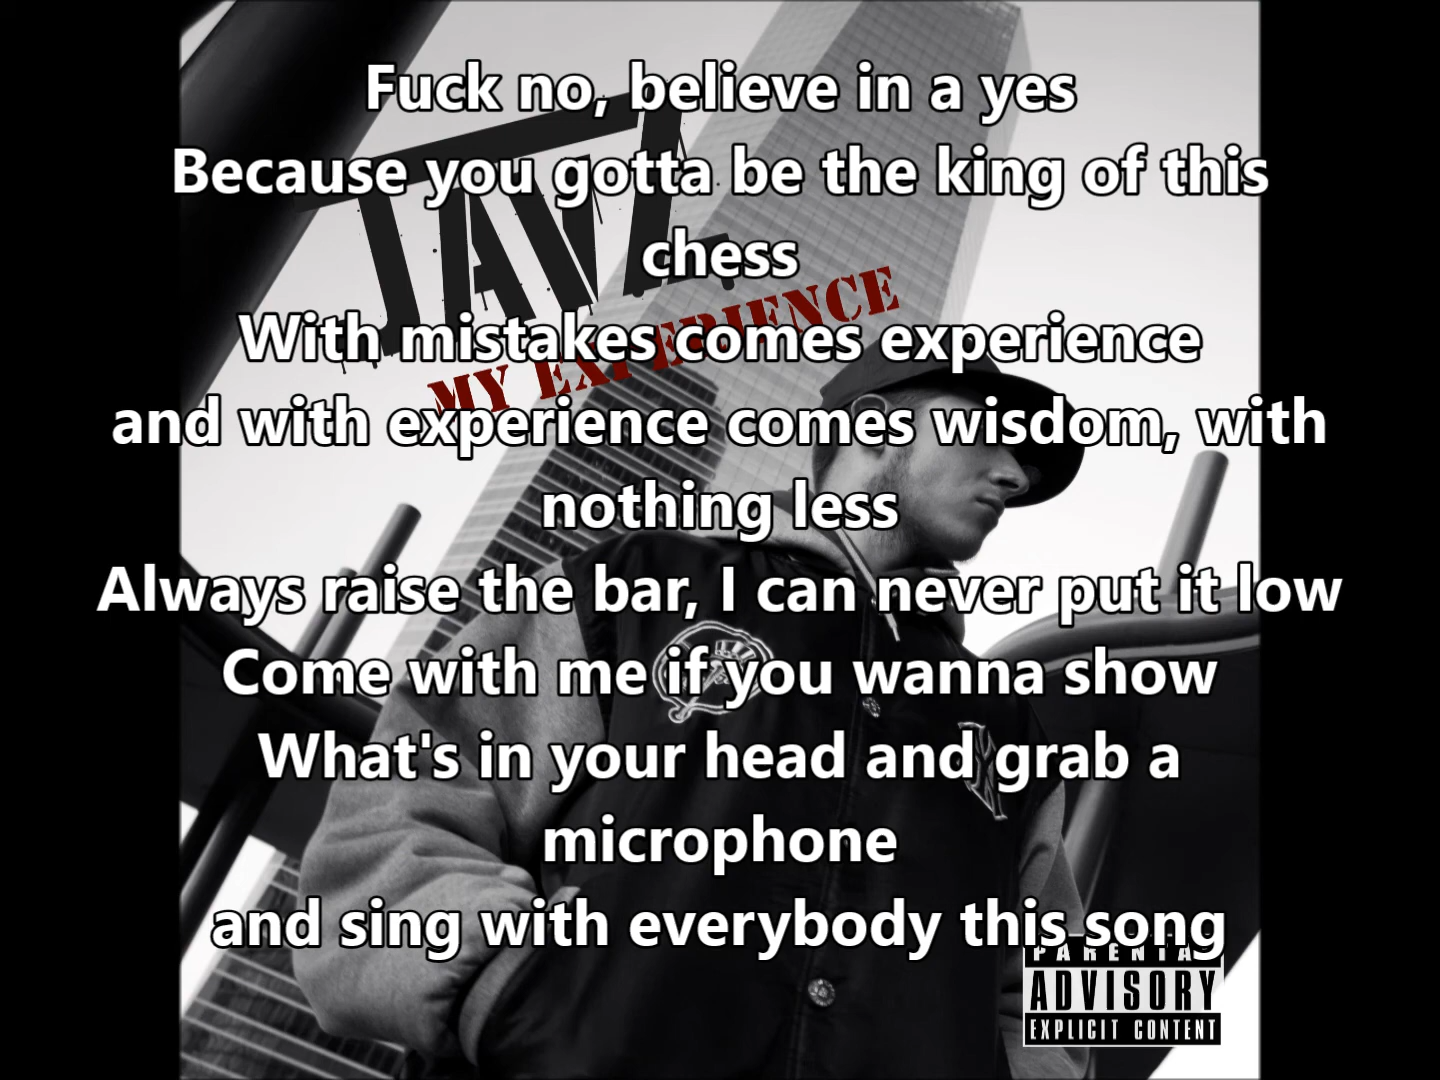 Fuck no, believe in a yes
Because you gotta be the king of this
chess
With mistakes comes experience
and with experience comes wisdom, with
nothing less
Always raise the bar, I can never put it low
Come with me if you wanna show
What's in your head and grab a
microphone
and sing with everybody this song
JAVZ
MY EXPERIENCE
NY
PARENTA
ADVISORY
EXPLICIT CONTENT